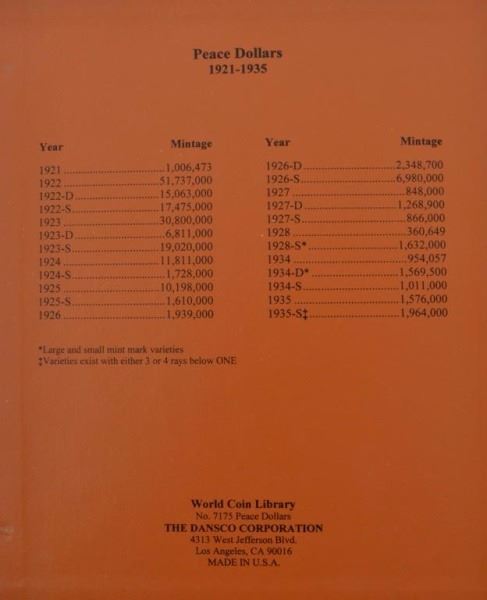 Peace Dollars
1921-1935
Year Mintage
1921 1,006,473
1922 51,737,000
1922-D 15,063,000
1922-S 17,475,000
1923 30,800,000
1923-D 6,811,000
1923-S 19,020,000
1924 11,811,000
1924-S 1,728,000
1925 10,198,000
1925-S 1,610,000
1926 1,939,000
Year Mintage
1926-D 2,348,700
1926-S 6,980,000
1927 848,000
1927-D 1,268,900
1927-S 866,000
1928 360,649
1928-S* 1,632,000
1934 954,057
1934-D* 1,569,500
1934-S 1,011,000
1935 1,576,000
1935-S‡ 1,964,000
*Large and small mint mark varieties
‡Varieties exist with either 3 or 4 rays below ONE
World Coin Library
No. 7175 Peace Dollars
THE DANSCO CORPORATION
4313 West Jefferson Blvd.
Los Angeles, CA 90016
MADE IN U.S.A.